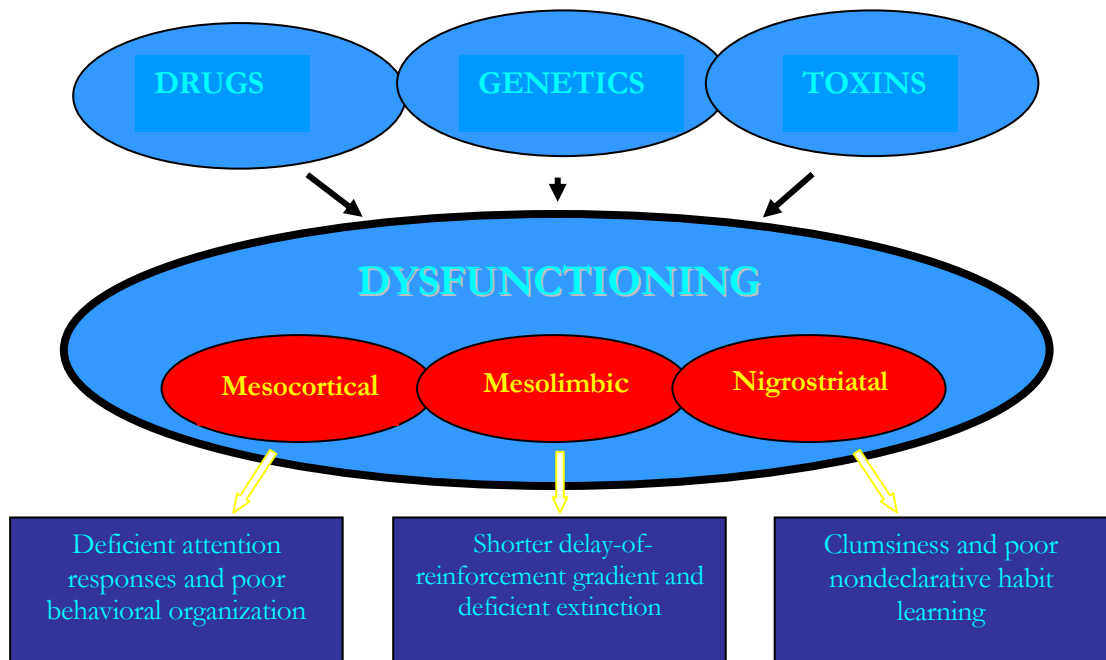 DRUGS
GENETICS
TOXINS
DYSFUNCTIONING
Mesocortical
Mesolimbic
Nigrostriatal
Deficient attention
responses and poor
behavioral organization
Shorter delay-of-
reinforcement gradient and
deficient extinction
Clumsiness and poor
nondeclarative habit
learning